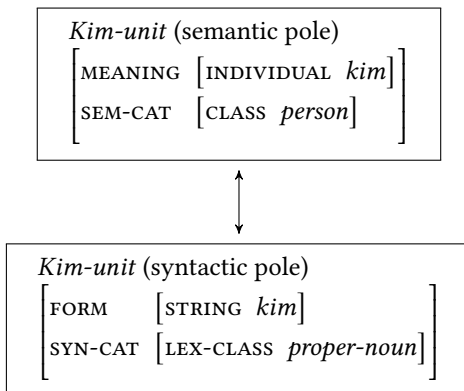 Kim-unit (semantic pole)
[MEANING [INDIVIDUAL kim]
SEM-CAT [CLASS person]]
Kim-unit (syntactic pole)
[FORM [STRING kim]
SYN-CAT [LEX-CLASS proper-noun]]